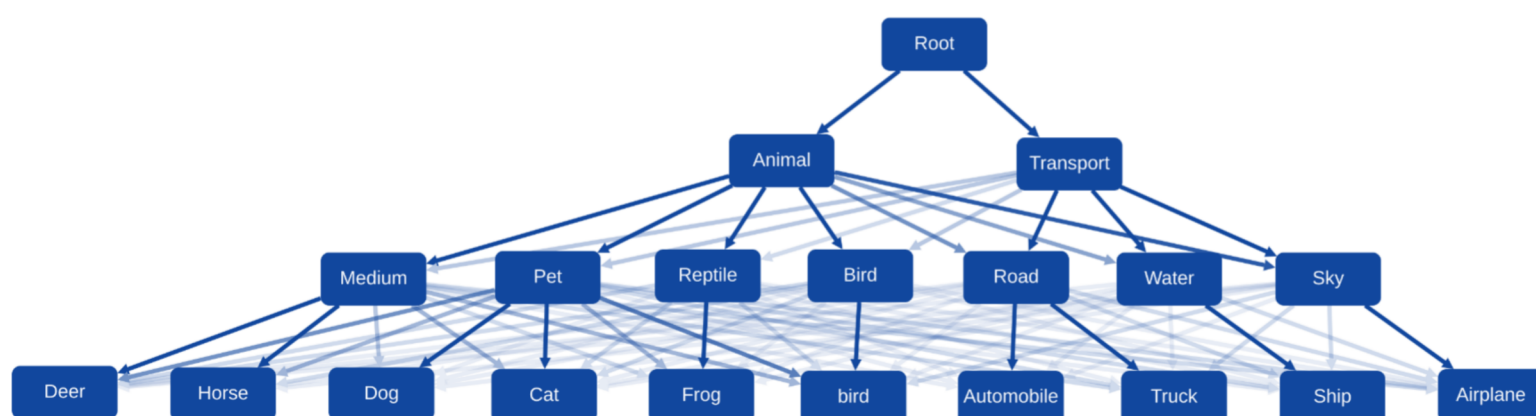 Root
Animal
Transport
Medium
Pet
Reptile
Bird
Road
Water
Sky
Deer
Horse
Dog
Cat
Frog
bird
Automobile
Truck
Ship
Airplane